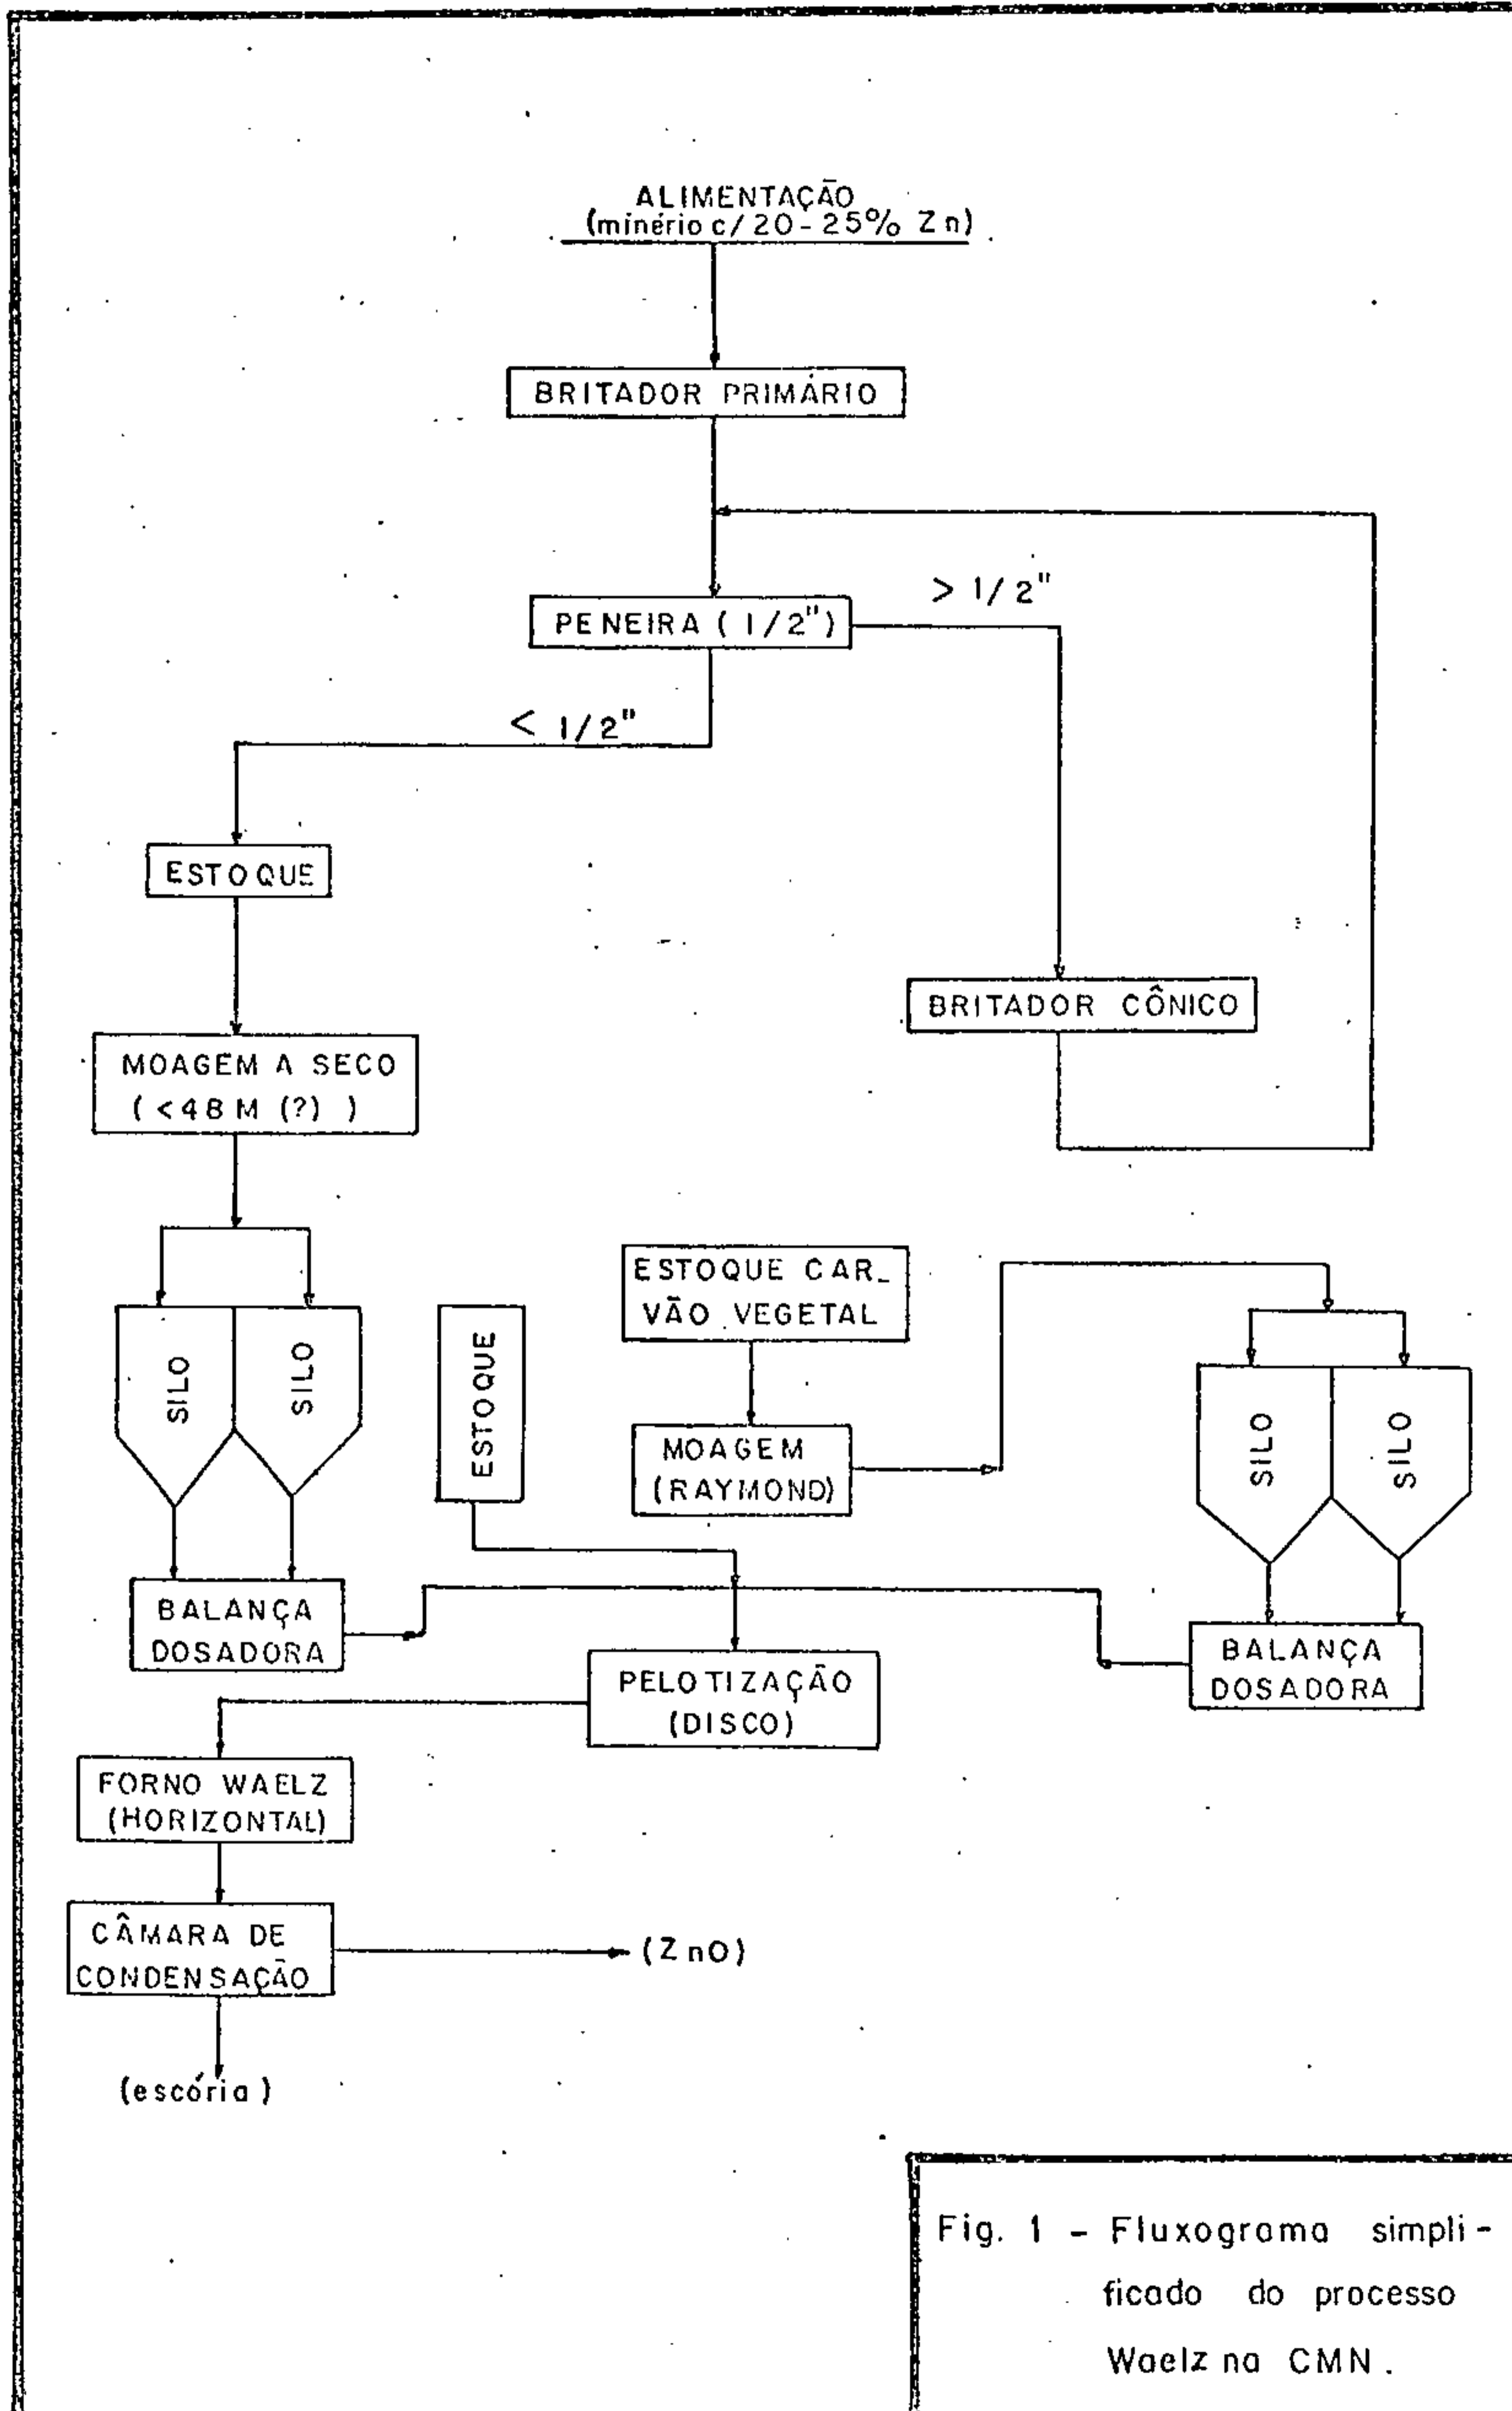 ALIMENTAÇÃO
(minério c/ 20-25% Zn)
BRITADOR PRIMÁRIO
PENEIRA (1/2")
> 1/2"
< 1/2"
ESTOQUE
BRITADOR CÔNICO
MOAGEM A SECO
( <48 M (?) )
SILO
SILO
ESTOQUE
ESTOQUE CAR-
VÃO VEGETAL
MOAGEM
(RAYMOND)
SILO
SILO
BALANÇA
DOSADORA
BALANÇA
DOSADORA
PELOTIZAÇÃO
(DISCO)
FORNO WAELZ
(HORIZONTAL)
CÂMARA DE
CONDENSAÇÃO
(ZnO)
(escória)
Fig. 1 - Fluxograma simpli-
ficado do processo
Waelz na CMN.